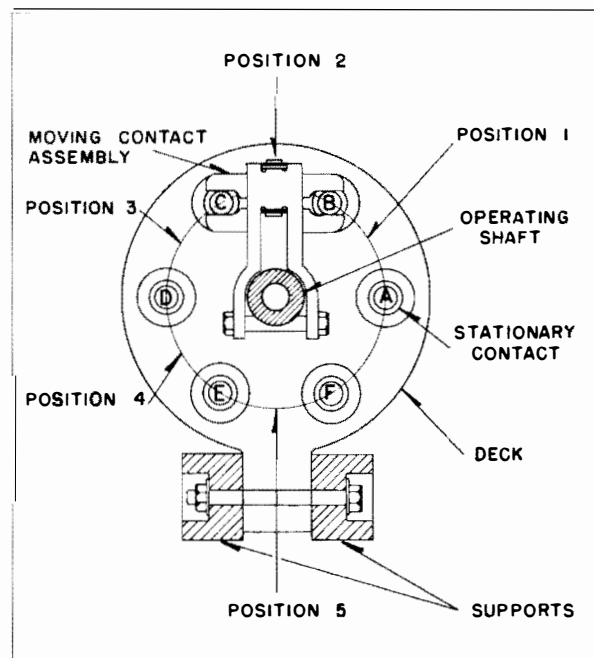 POSITION 2
MOVING CONTACT
ASSEMBLY
POSITION 1
POSITION 3
C
B
OPERATING
SHAFT
D
A
STATIONARY
CONTACT
POSITION 4
E
F
DECK
POSITION 5
SUPPORTS